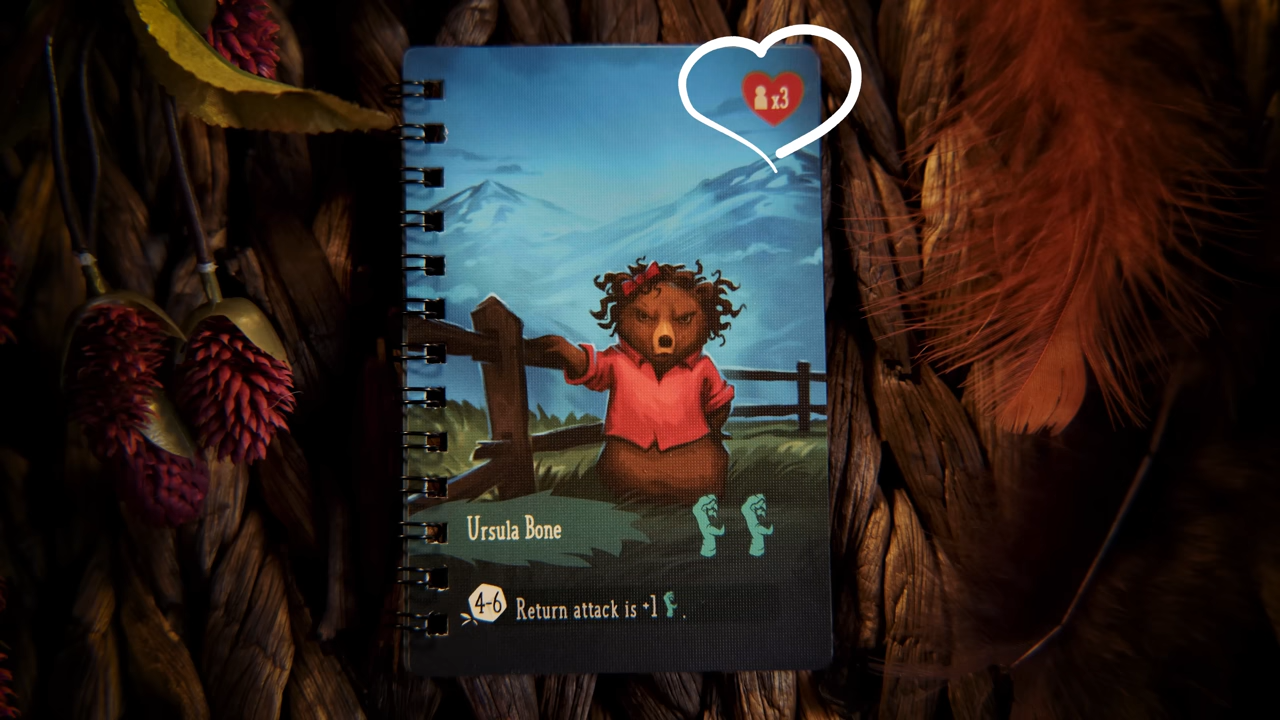 x3
Ursula Bone
4-6 Return attack is +1 .